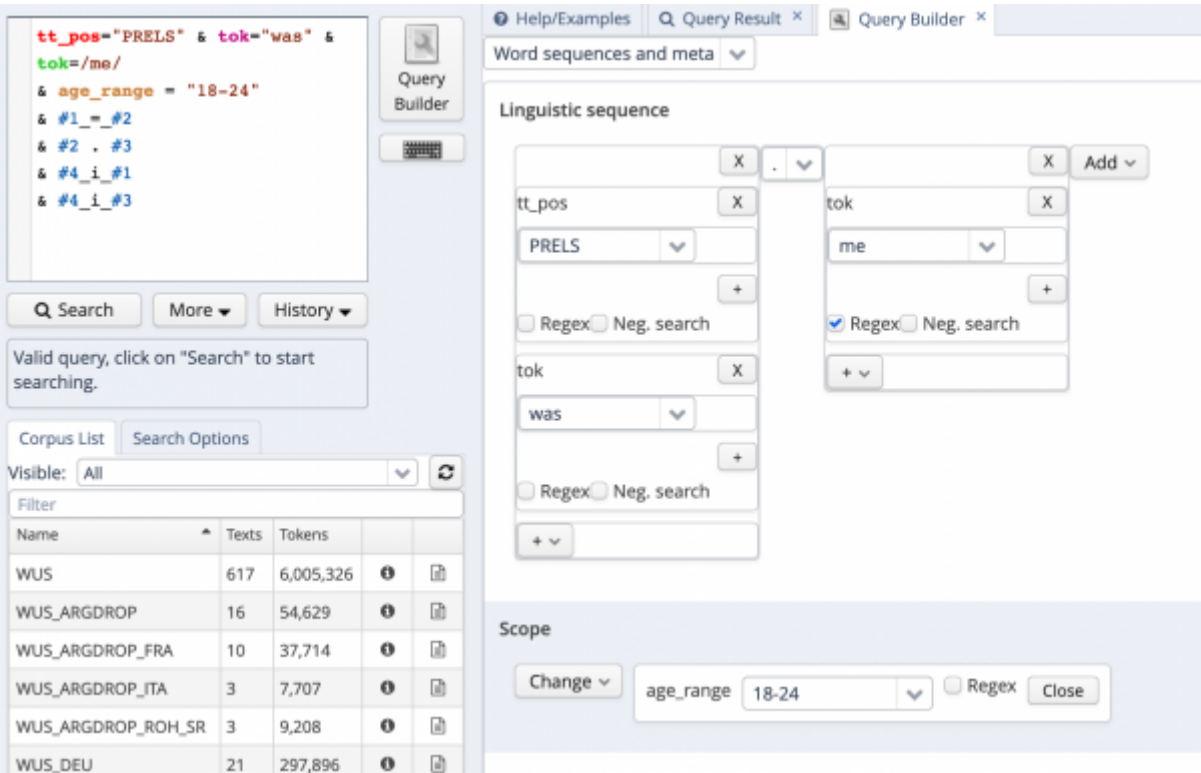 tt_pos="PRELS" & tok="was" &
tok=/me/
& age_range = "18-24"
& #1_=_#2
& #2 . #3
& #4_i_#1
& #4_i_#3
Query
Builder
Search
More
History
Valid query, click on "Search" to start
searching.
Corpus List
Search Options
Visible: All
Filter
Name Texts Tokens
WUS 617 6,005,326
WUS_ARGDROP 16 54,629
WUS_ARGDROP_FRA 10 37,714
WUS_ARGDROP_ITA 3 7,707
WUS_ARGDROP_ROH_SR 3 9,208
WUS_DEU 21 297,896
Help/Examples
Query Result ×
Query Builder ×
Word sequences and meta
Linguistic sequence
X . X Add
tt_pos X tok X
PRELS me
+ +
Regex Neg. search Regex Neg. search
tok X +
was
+
Regex Neg. search
+
Scope
Change age_range 18-24 Regex Close